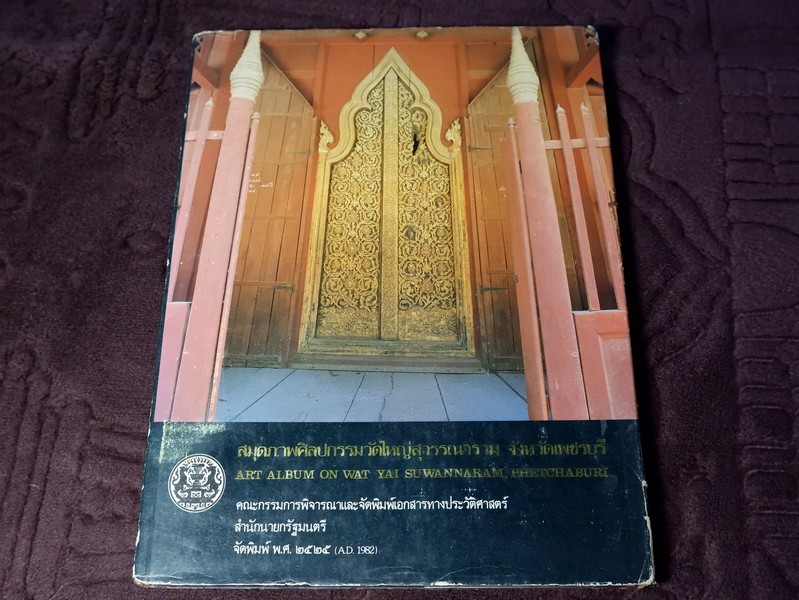 สมุดภาพศิลปกรรมวัดใหญ่สุวรรณาราม จังหวัดเพชรบุรี
ART ALBUM ON WAT YAI SUWANNARAM, PHETCHABURI
คณะกรรมการพิจารณาและจัดพิมพ์เอกสารทางประวัติศาสตร์
สำนักนายกรัฐมนตรี
จัดพิมพ์ พ.ศ. ๒๕๒๕ (A.D. 1982)